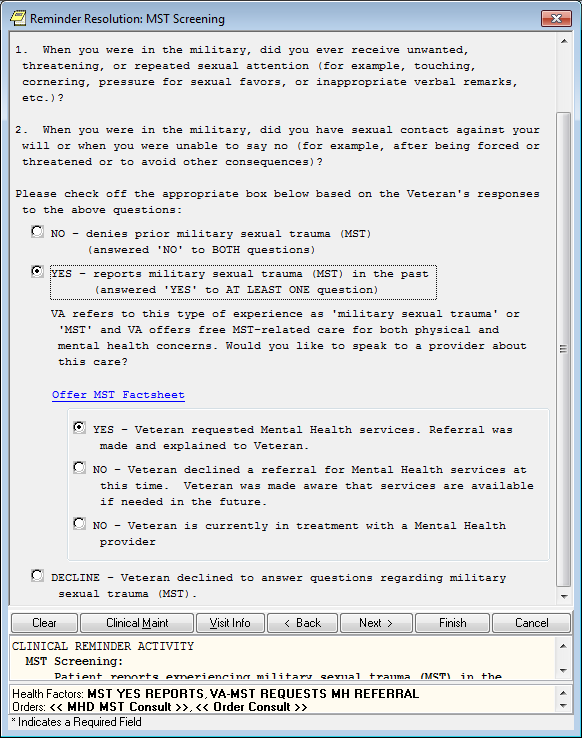 Reminder Resolution: MST Screening
1. When you were in the military, did you ever receive unwanted,
threatening, or repeated sexual attention (for example, touching,
cornering, pressure for sexual favors, or inappropriate verbal remarks,
etc.)?
2. When you were in the military, did you have sexual contact against your
will or when you were unable to say no (for example, after being forced or
threatened or to avoid other consequences)?
Please check off the appropriate box below based on the Veteran's responses
to the above questions:
NO - denies prior military sexual trauma (MST)
(answered 'NO' to BOTH questions)
YES - reports military sexual trauma (MST) in the past
(answered 'YES' to AT LEAST ONE question)
VA refers to this type of experience as 'military sexual trauma' or
'MST' and VA offers free MST-related care for both physical and
mental health concerns. Would you like to speak to a provider about
this care?
Offer MST Factsheet
YES - Veteran requested Mental Health services. Referral was
made and explained to Veteran.
NO - Veteran declined a referral for Mental Health services at
this time. Veteran was made aware that services are available
if needed in the future.
NO - Veteran is currently in treatment with a Mental Health
provider
DECLINE - Veteran declined to answer questions regarding military
sexual trauma (MST).
Clear Clinical Maint Visit Info < Back Next > Finish Cancel
CLINICAL REMINDER ACTIVITY
MST Screening:
Patient reports experiencing military sexual trauma (MST) in the
Health Factors: MST YES REPORTS, VA-MST REQUESTS MH REFERRAL
Orders: << MHD MST Consult >>, << Order Consult >>
* Indicates a Required Field